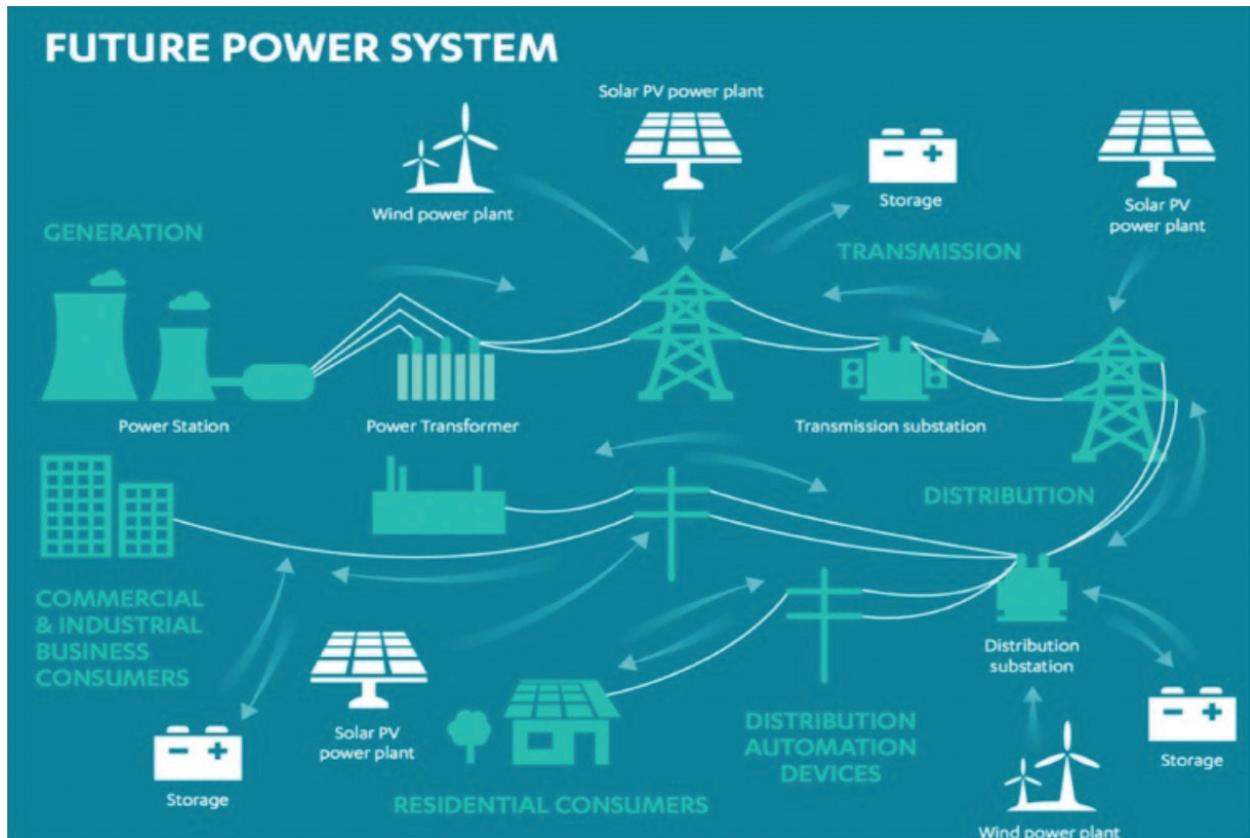 FUTURE POWER SYSTEM
Solar PV power plant
Wind power plant
Storage
Solar PV
power plant
GENERATION
TRANSMISSION
Power Station
Power Transformer
Transmission substation
DISTRIBUTION
COMMERCIAL
& INDUSTRIAL
BUSINESS
CONSUMERS
Distribution
substation
Solar PV
power plant
Storage
RESIDENTIAL CONSUMERS
DISTRIBUTION
AUTOMATION
DEVICES
Storage
Wind power plant